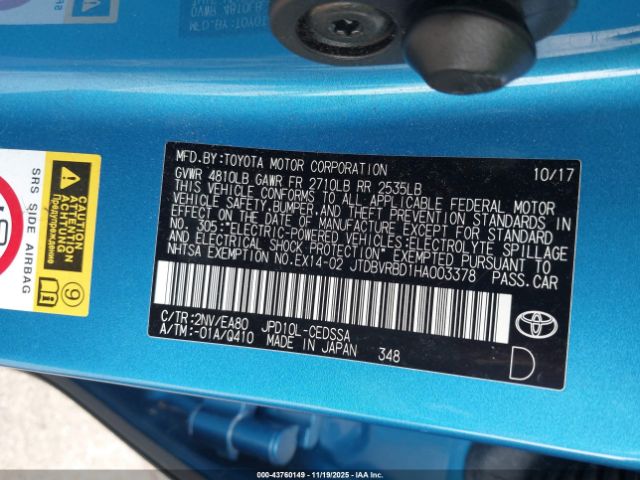 MFD.BY:TOYOTA MOTOR CORPORATION 10/17
GVWR 4810LB GAWR FR 2710LB RR 2535LB
THIS VEHICLE CONFORMS TO ALL APPLICABLE FEDERAL MOTOR
VEHICLE SAFETY, BUMPER, AND THEFT PREVENTION STANDARDS IN
EFFECT ON THE DATE OF MANUFACTURE EXCEPT FOR STANDARD
NO. 305:"ELECTRIC-POWERED VEHICLES:ELECTROLYTE SPILLAGE
AND ELECTRICAL SHOCK PROTECTION" EXEMPTED PURSUANT TO
NHTSA EXEMPTION NO.EX14-02 JTDBVRBD1HA003378 PASS.CAR
C/TR:2NV/EA80 JPD10L-CEDSSA
A/TM:-01A/Q410 MADE IN JAPAN 348
TOYOTA
D
CAUTION
ATTENTION
ACHTUNG
SRS SIDE AIRBAG
9
00-43760149 - 11/19/2025 - IAA